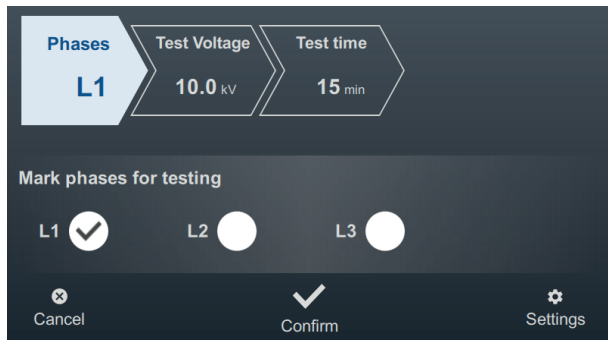 Phases Test Voltage Test time
L1 10.0 kV 15 min
Mark phases for testing
L1 L2 L3
Cancel Confirm Settings